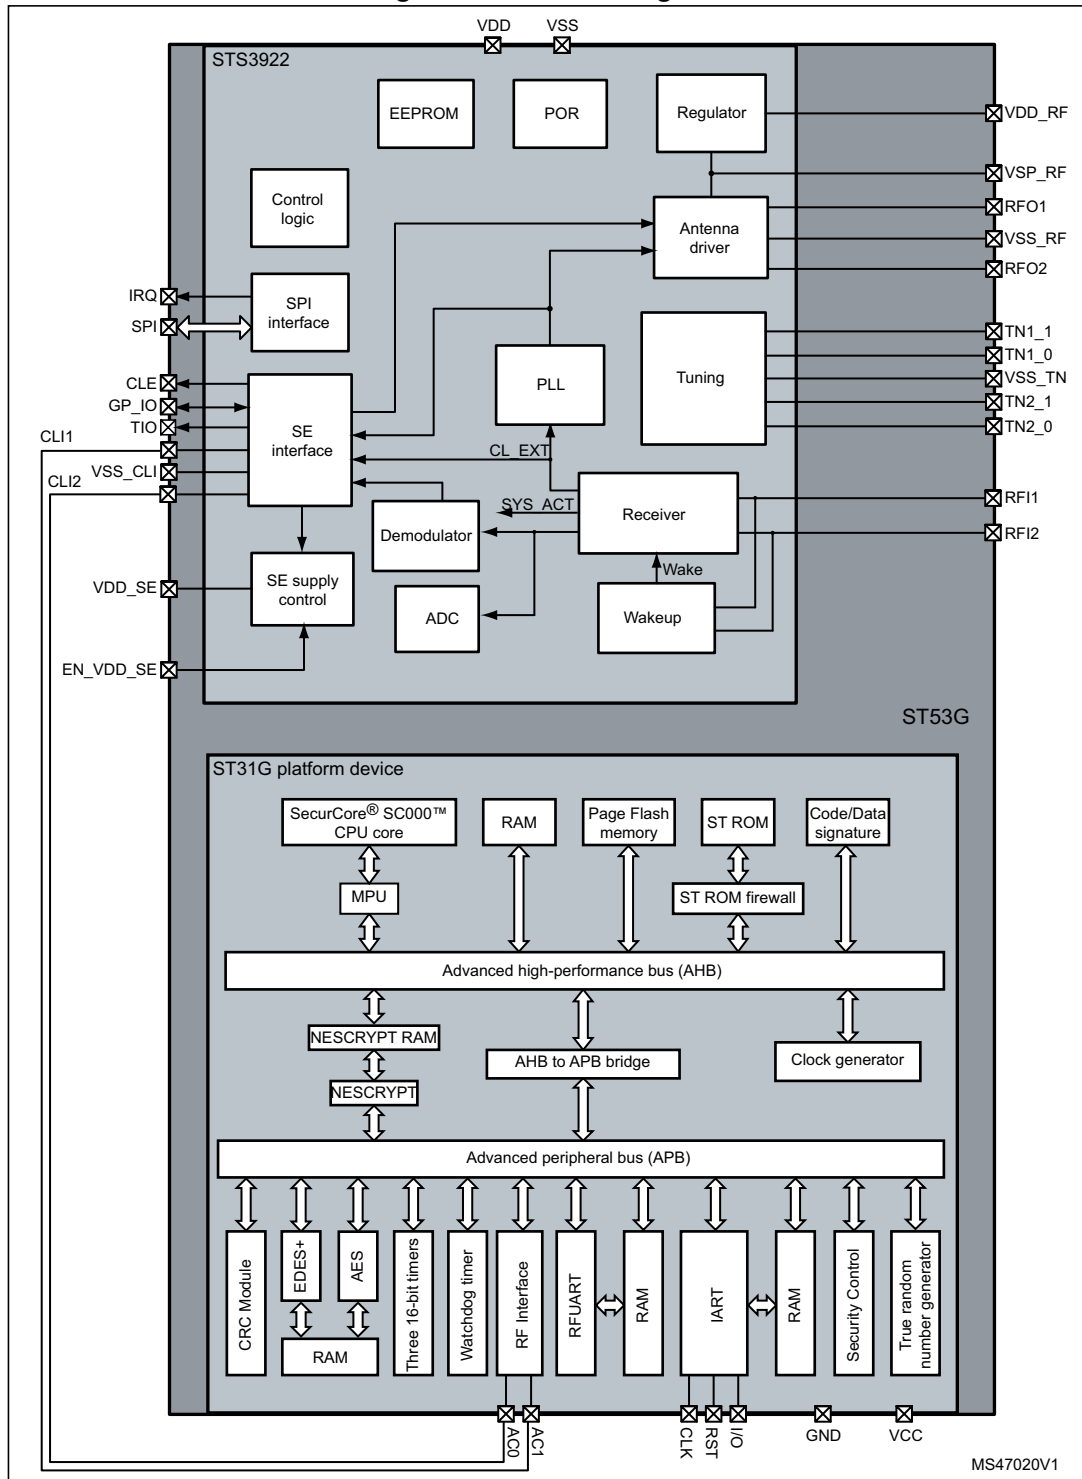 VDD
VSS
STS3922
EEPROM
POR
Regulator
VDD_RF
VSP_RF
Control
logic
Antenna
driver
RFO1
VSS_RF
RFO2
IRQ
SPI
SPI
interface
PLL
Tuning
TN1_1
TN1_0
VSS_TN
TN2_1
TN2_0
CLE
GP_IO
TIO
CLI1
VSS_CLI
CLI2
SE
interface
CL_EXT
SYS_ACT
Demodulator
Receiver
RFI1
RFI2
Wake
VDD_SE
SE supply
control
ADC
Wakeup
EN_VDD_SE
ST53G
ST31G platform device
SecurCore® SC000™
CPU core
RAM
Page Flash
memory
ST ROM
Code/Data
signature
MPU
ST ROM firewall
Advanced high-performance bus (AHB)
NESCRYPT RAM
AHB to APB bridge
Clock generator
NESCRYPT
Advanced peripheral bus (APB)
CRC Module
EDES+
AES
RAM
Three 16-bit timers
Watchdog timer
RF Interface
RFUART
RAM
IART
RAM
Security Control
True random
number generator
AC0
AC1
CLK
RST
I/O
GND
VCC
MS47020V1